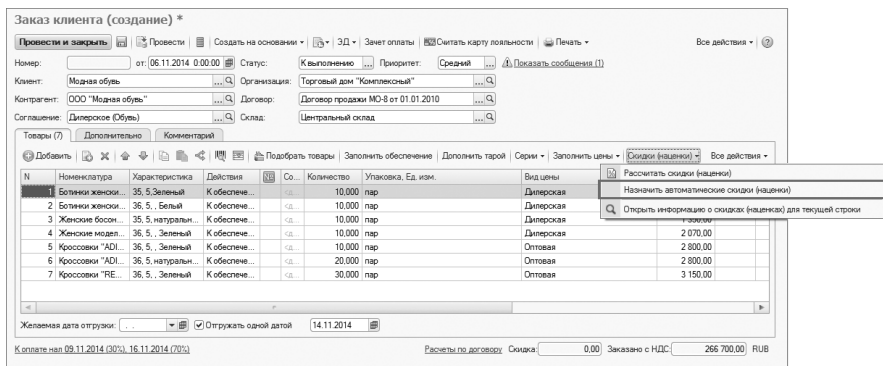 Заказ клиента (создание) *
Провести и закрыть Провести Создать на основании ЭД Зачет оплаты Считать карту лояльности Печать Все действия
Номер: от: 06.11.2014 0:00:00 Статус: К выполнению ... Приоритет: Средний ... Показать сообщения (1)
Клиент: Модная обувь ... Организация: Торговый дом "Комплексный" ...
Контрагент: ООО "Модная обувь" ... Договор: Договор продажи МО-8 от 01.01.2010 ...
Соглашение: Дилерское (Обувь) ... Склад: Центральный склад ...
Товары (7) Дополнительно Комментарий
Добавить Подобрать товары Заполнить обеспечение Дополнить тарой Серии Заполнить цены Скидки (наценки) Все действия
Рассчитать скидки (наценки)
Назначить автоматические скидки (наценки)
Открыть информацию о скидках (наценках) для текущей строки
N Номенклатура Характеристика Действия Со... Количество Упаковка, Ед. изм. Вид цены
1 Ботинки женски... 35, 5,Зеленый К обеспече... <д... 10,000 пар Дилерская
2 Ботинки женски... 36, 5, , Белый К обеспече... <д... 10,000 пар Дилерская
3 Женские босон... 35, 5, натуральн... К обеспече... <д... 10,000 пар Дилерская 1 350,00
4 Женские модел... 36, 5, , Зеленый К обеспече... <д... 10,000 пар Дилерская 2 070,00
5 Кроссовки "ADI... 36, 5, , Зеленый К обеспече... <д... 10,000 пар Оптовая 2 800,00
6 Кроссовки "ADI... 36, 5, натуральн... К обеспече... <д... 20,000 пар Оптовая 2 800,00
7 Кроссовки "RE... 36, 5, , Зеленый К обеспече... <д... 30,000 пар Оптовая 3 150,00
Желаемая дата отгрузки: . . Отгружать одной датой 14.11.2014
К оплате нал 09.11.2014 (30%), 16.11.2014 (70%) Расчеты по договору Скидка: 0,00 Заказано с НДС: 266 700,00 RUB